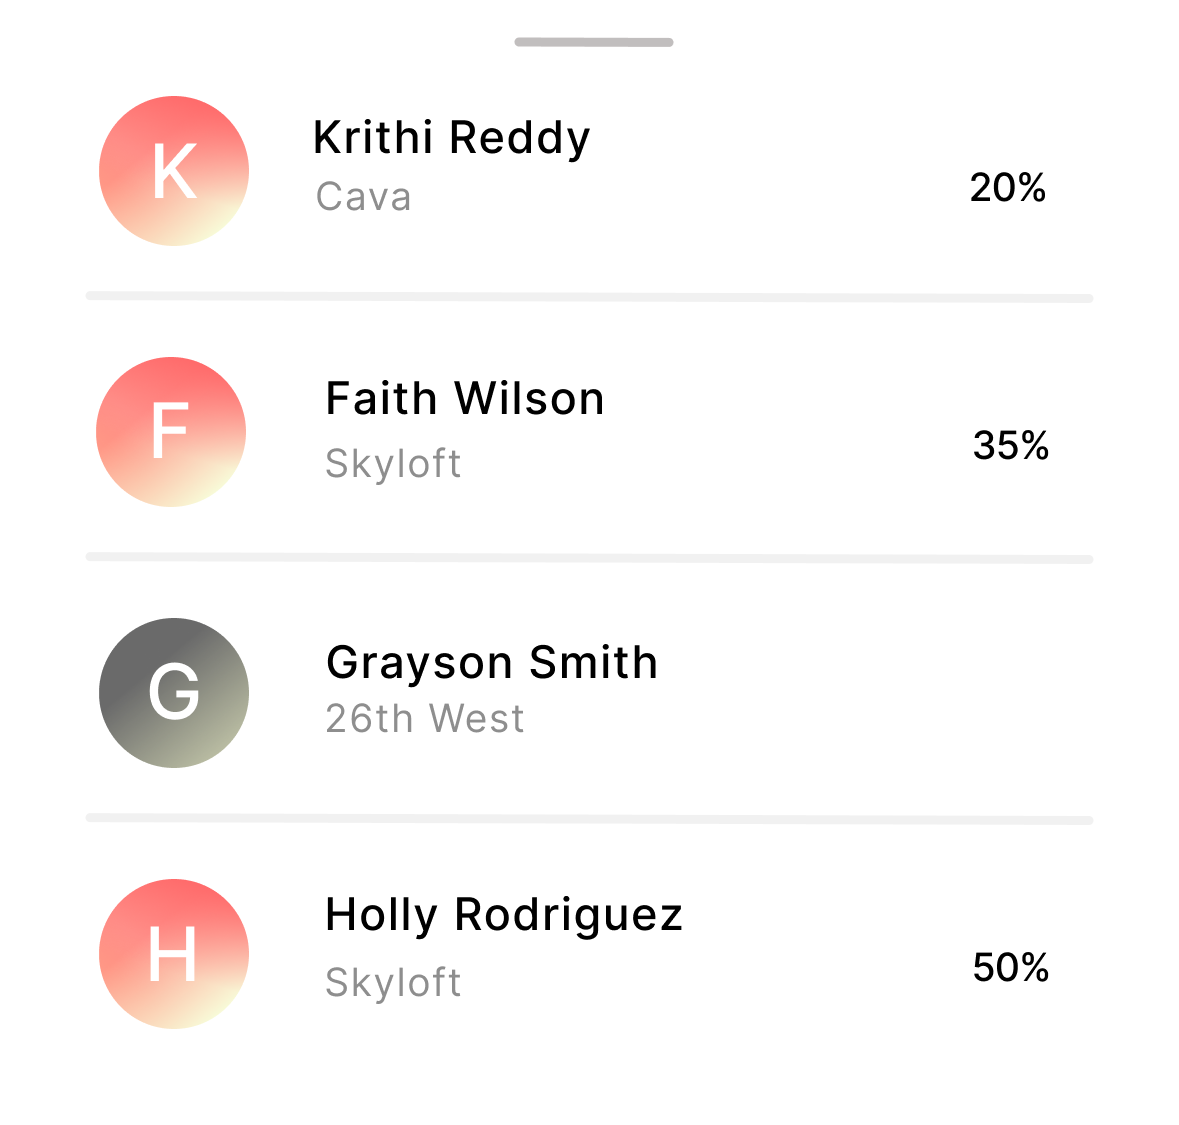 K
Krithi Reddy
Cava
20%
F
Faith Wilson
Skyloft
35%
G
Grayson Smith
26th West
H
Holly Rodriguez
Skyloft
50%